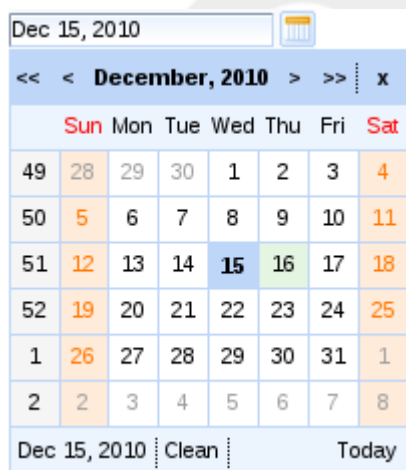 Dec 15, 2010
<< < December, 2010 > >> x
Sun Mon Tue Wed Thu Fri Sat
49 28 29 30 1 2 3 4
50 5 6 7 8 9 10 11
51 12 13 14 15 16 17 18
52 19 20 21 22 23 24 25
1 26 27 28 29 30 31 1
2 2 3 4 5 6 7 8
Dec 15, 2010 Clean Today